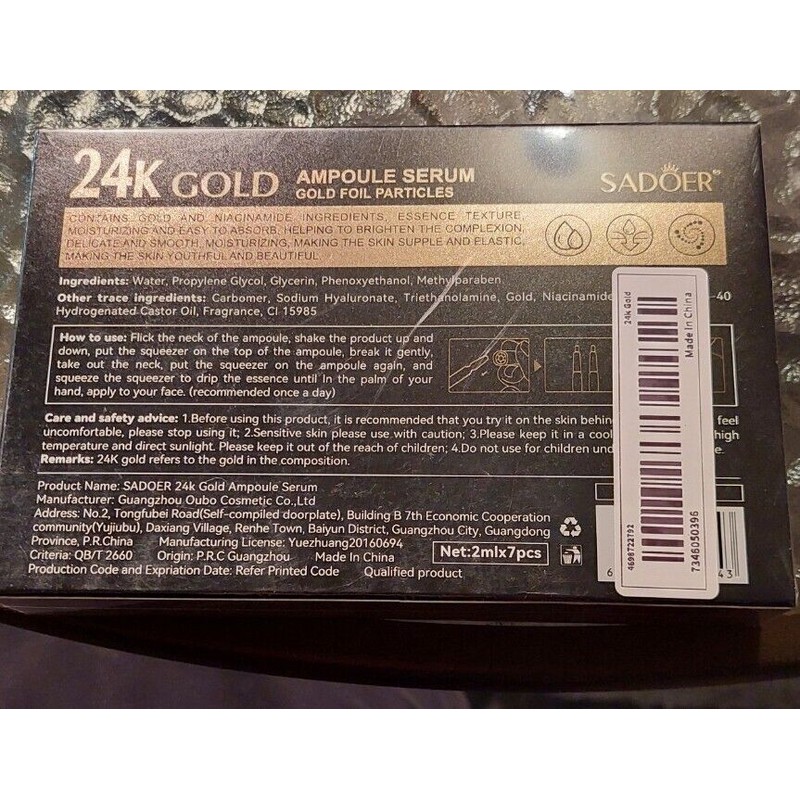 24K GOLD AMPOULE SERUM
GOLD FOIL PARTICLES
SADOER
CONTAINS GOLD AND NIACINAMIDE INGREDIENTS, ESSENCE TEXTURE,
MOISTURIZING AND EASY TO ABSORB. HELPING TO BRIGHTEN THE COMPLEXION,
DELICATE AND SMOOTH, MOISTURIZING, MAKING THE SKIN SUPPLE AND ELASTIC,
MAKING THE SKIN YOUTHFUL AND BEAUTIFUL
Ingredients: Water, Propylene Glycol, Glycerin, Phenoxyethanol, Methylparaben
Other trace ingredients: Carbomer, Sodium Hyaluronate, Triethanolamine, Gold, Niacinamide -40
Hydrogenated Castor Oil, Fragrance, CI 15985
How to use: Flick the neck of the ampoule, shake the product up and
down, put the squeezer on the top of the ampoule, break it gently,
take out the neck, put the squeezer on the ampoule again, and
squeeze the squeezer to drip the essence until in the palm of your
hand, apply to your face. (recommended once a day)
Care and safety advice: 1.Before using this product, it is recommended that you try it on the skin behin feel
uncomfortable, please stop using it; 2.Sensitive skin please use with caution; 3.Please keep it in a cool high
temperature and direct sunlight. Please keep it out of the reach of children; 4.Do not use for children und e.
Remarks: 24K gold refers to the gold in the composition.
Product Name: SADOER 24k Gold Ampoule Serum
Manufacturer: Guangzhou Oubo Cosmetic Co.,Ltd
Address: No.2, Tongfubei Road(Self-compiled doorplate), Building B 7th Economic Cooperation
community(Yujiubu), Daxiang Village, Renhe Town, Baiyun District, Guangzhou City, Guangdong
Province, P.R.China Manufacturing License: Yuezhuang20160694
Criteria: QB/T 2660 Origin: P.R.C Guangzhou Made In China
Production Code and Expriation Date: Refer Printed Code Qualified product
Net:2mlx7pcs
24k Gold
Made In China
4698722792
7346050396
6
43